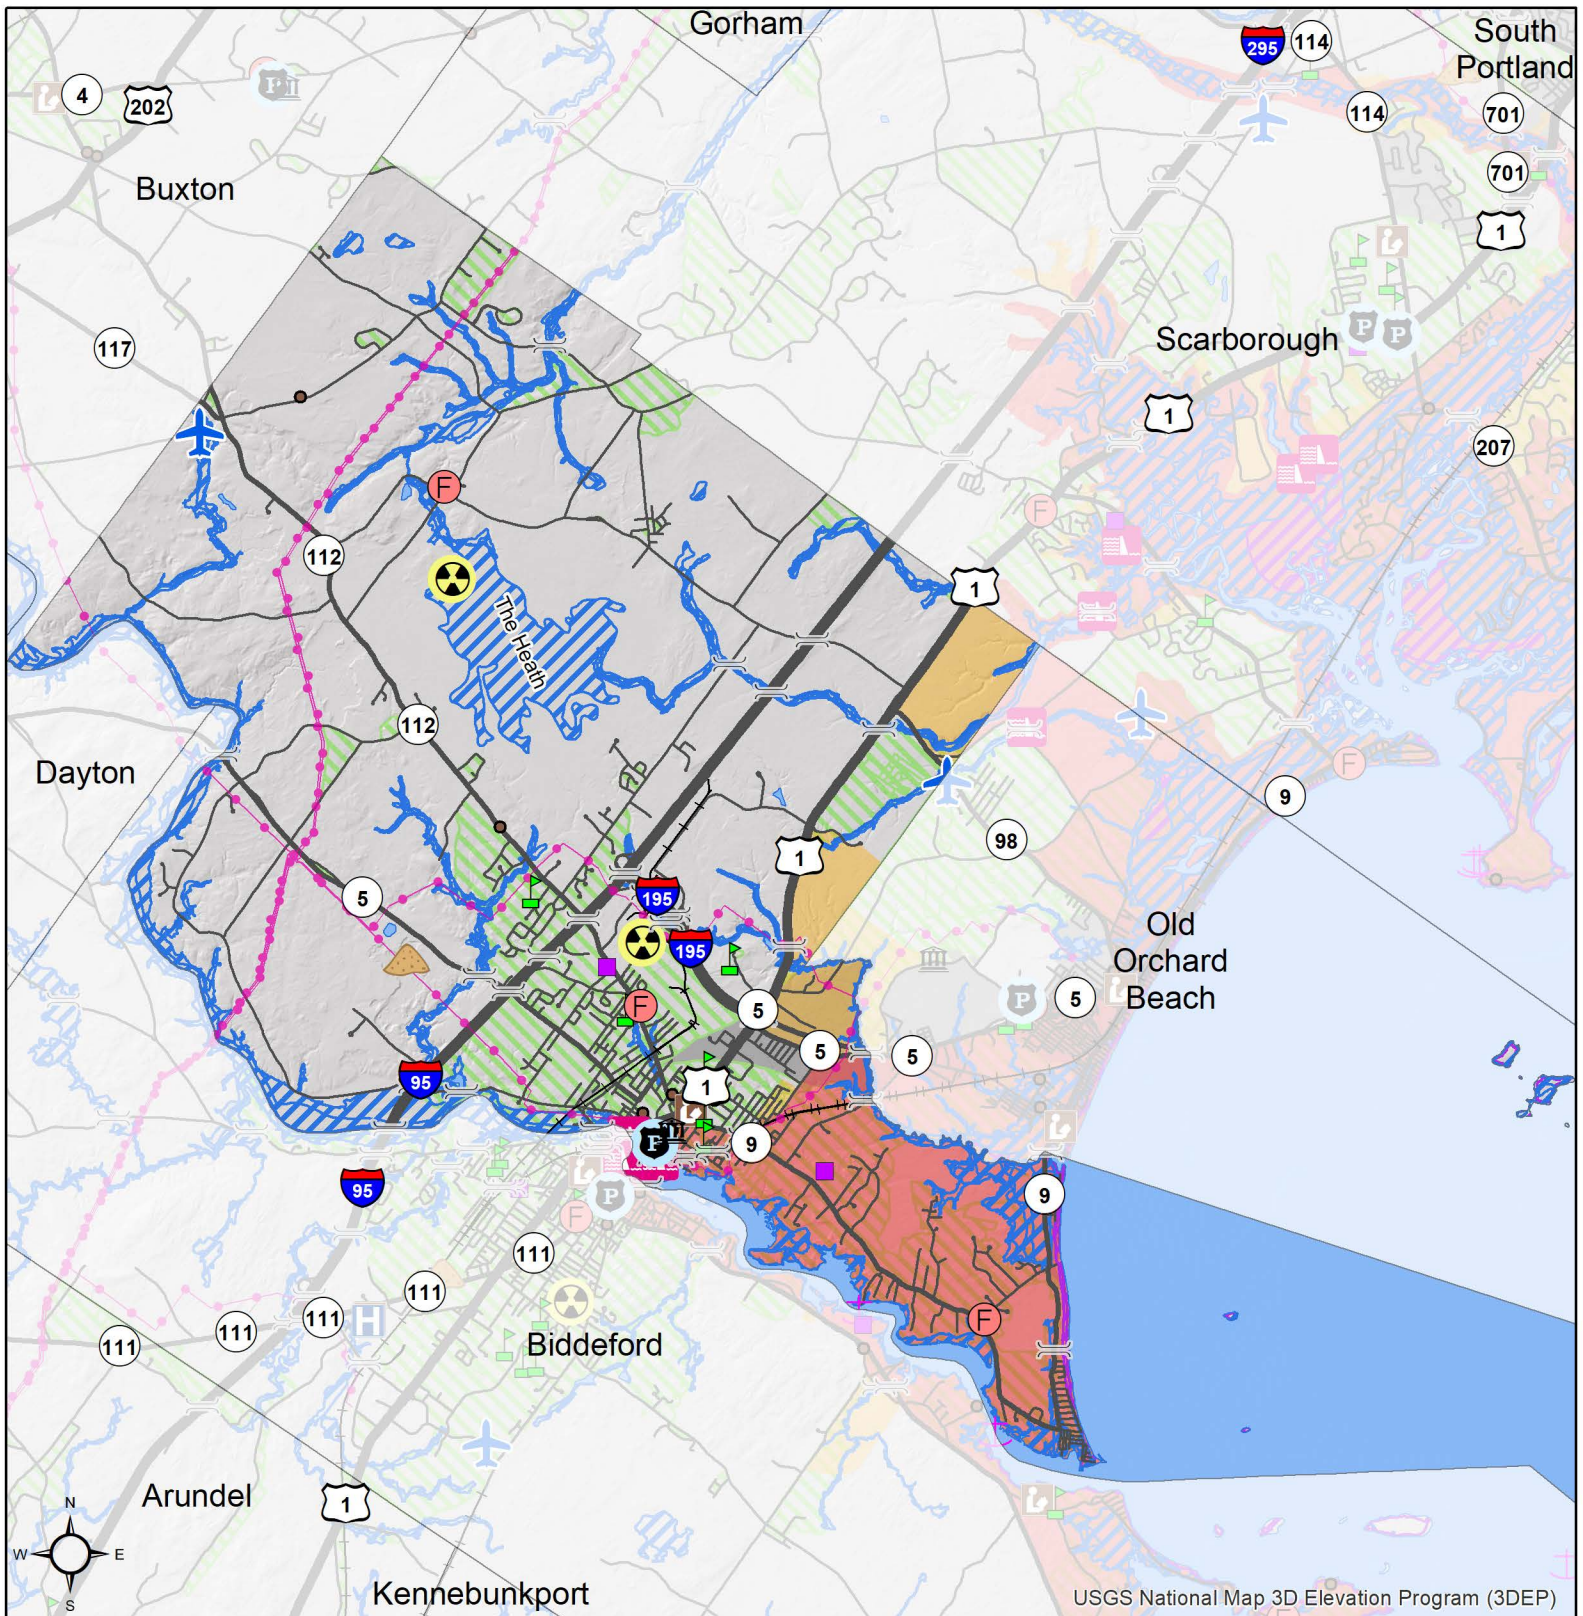 Gorham
295
114
South
Portland
4
202
114
701
701
Buxton
1
117
Scarborough
1
207
F
F
112
1
The Heath
112
Dayton
F
9
98
1
5
195
Old
Orchard
Beach
195
P
5
F
5
5
5
95
1
P
9
95
P
F
9
111
111
111
H
111
111
F
Biddeford
Arundel
1
N
W
E
S
Kennebunkport
USGS National Map 3D Elevation Program (3DEP)